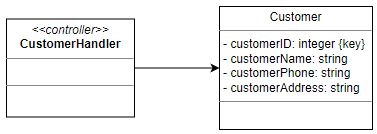 <<controller>>
CustomerHandler
Customer
- customerID: integer {key}
- customerName: string
- customerPhone: string
- customerAddress: string